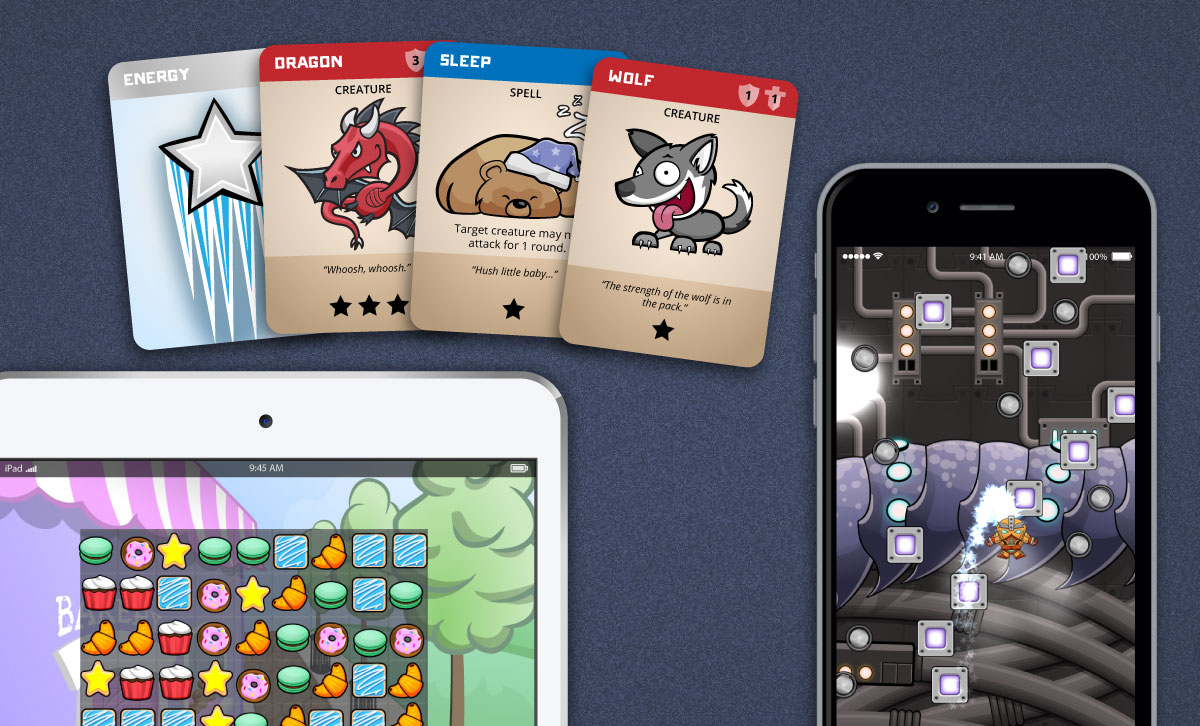 ENERGY
DRAGON
3
CREATURE
"Whoosh, whoosh."
SLEEP
SPELL
z z Z
Target creature may n
attack for 1 round.
"Hush little baby..."
WOLF
1 1
CREATURE
"The strength of the wolf is in
the pack."
9:41 AM
100%
iPad
9:45 AM